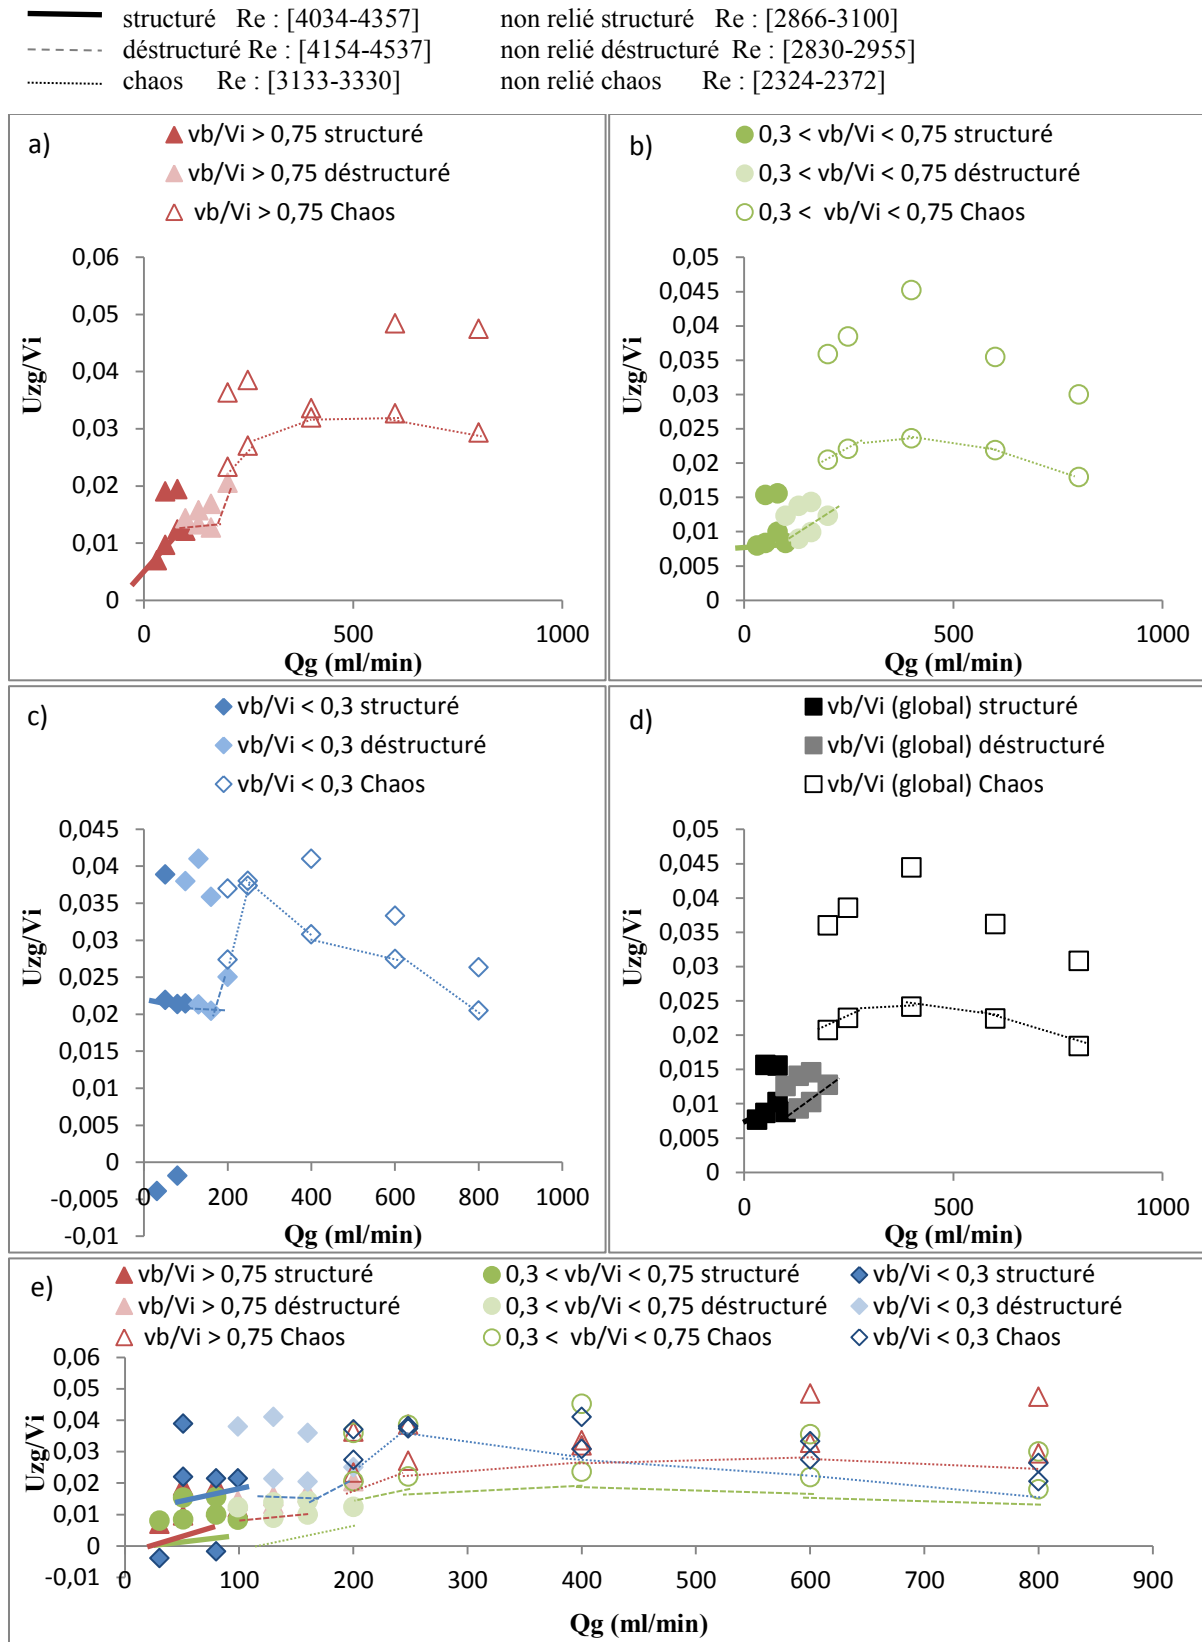 structuré Re : [4034-4357] non relié structuré Re : [2866-3100]
déstructuré Re : [4154-4537] non relié déstructuré Re : [2830-2955]
chaos Re : [3133-3330] non relié chaos Re : [2324-2372]
a)
vb/Vi > 0,75 structuré
vb/Vi > 0,75 déstructuré
vb/Vi > 0,75 Chaos
0,06
0,05
0,04
0,03
0,02
0,01
0
Uzg/Vi
0 500 1000
Qg (ml/min)
b)
0,3 < vb/Vi < 0,75 structuré
0,3 < vb/Vi < 0,75 déstructuré
0,3 < vb/Vi < 0,75 Chaos
0,05
0,045
0,04
0,035
0,03
0,025
0,02
0,015
0,01
0,005
0
Uzg/Vi
0 500 1000
Qg (ml/min)
c)
vb/Vi < 0,3 structuré
vb/Vi < 0,3 déstructuré
vb/Vi < 0,3 Chaos
0,045
0,04
0,035
0,03
0,025
0,02
0,015
0,01
0,005
0
-0,005
-0,01
Uzg/Vi
0 200 400 600 800 1000
Qg (ml/min)
d)
vb/Vi (global) structuré
vb/Vi (global) déstructuré
vb/Vi (global) Chaos
0,05
0,045
0,04
0,035
0,03
0,025
0,02
0,015
0,01
0,005
0
Uzg/Vi
0 500 1000
Qg (ml/min)
e)
vb/Vi > 0,75 structuré 0,3 < vb/Vi < 0,75 structuré vb/Vi < 0,3 structuré
vb/Vi > 0,75 déstructuré 0,3 < vb/Vi < 0,75 déstructuré vb/Vi < 0,3 déstructuré
vb/Vi > 0,75 Chaos 0,3 < vb/Vi < 0,75 Chaos vb/Vi < 0,3 Chaos
0,06
0,05
0,04
0,03
0,02
0,01
0
-0,01
Uzg/Vi
0 100 200 300 400 500 600 700 800 900
Qg (ml/min)